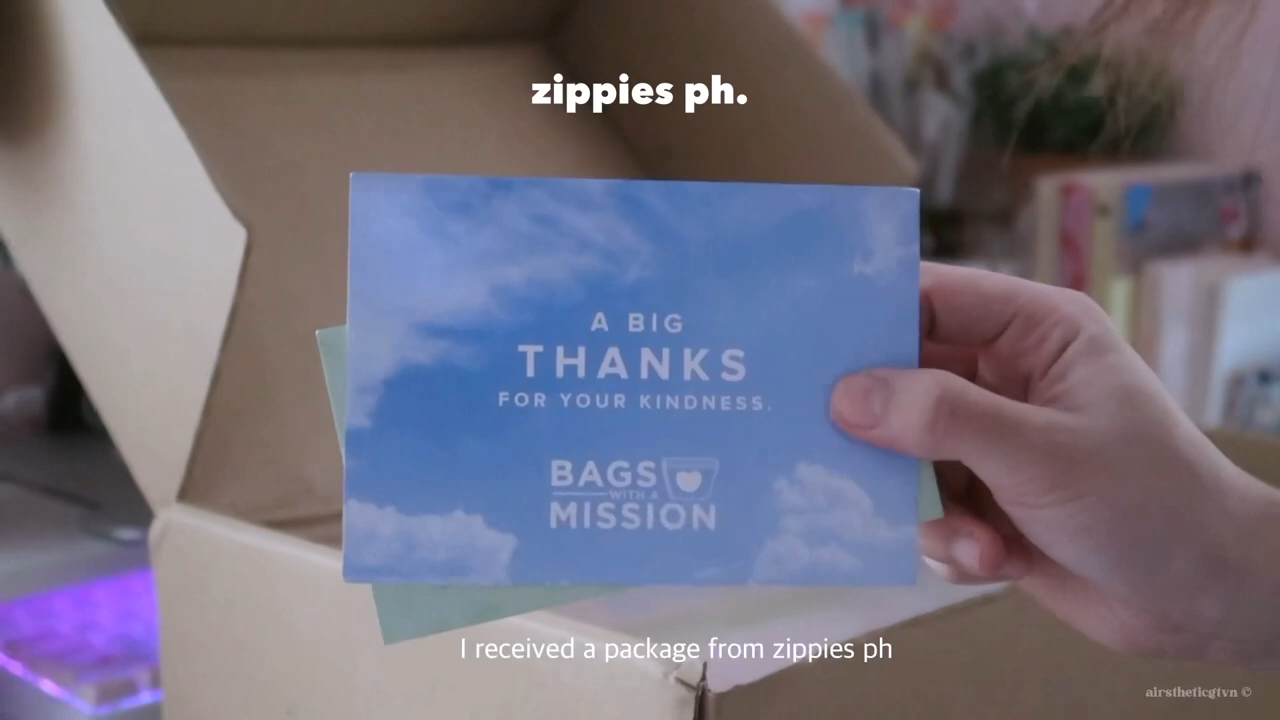 zippies ph.
A BIG
THANKS
FOR YOUR KINDNESS.
BAGS
WITH A
MISSION
I received a package from zippies ph
airstheticgtvn ©